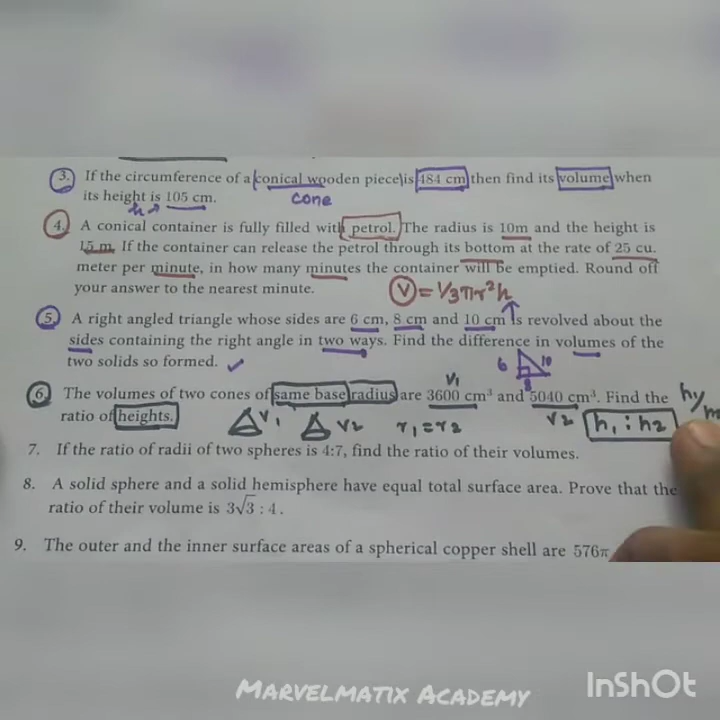 3. If the circumference of a conical wooden piece is 484 cm then find its volume when
its height is 105 cm.
h
cone
4. A conical container is fully filled with petrol. The radius is 10m and the height is
15 m. If the container can release the petrol through its bottom at the rate of 25 cu.
meter per minute, in how many minutes the container will be emptied. Round off
your answer to the nearest minute.
V = 1/3 πr²h
5. A right angled triangle whose sides are 6 cm, 8 cm and 10 cm is revolved about the
sides containing the right angle in two ways. Find the difference in volumes of the
two solids so formed.
6 10
8
V1
6. The volumes of two cones of same base radius are 3600 cm³ and 5040 cm³. Find the
ratio of heights.
V1 V2 r1 = r2 V2 h1 : h2
7. If the ratio of radii of two spheres is 4:7, find the ratio of their volumes.
8. A solid sphere and a solid hemisphere have equal total surface area. Prove that the
ratio of their volume is 3√3 : 4.
9. The outer and the inner surface areas of a spherical copper shell are 576π
MARVELMATIX ACADEMY
InShOt